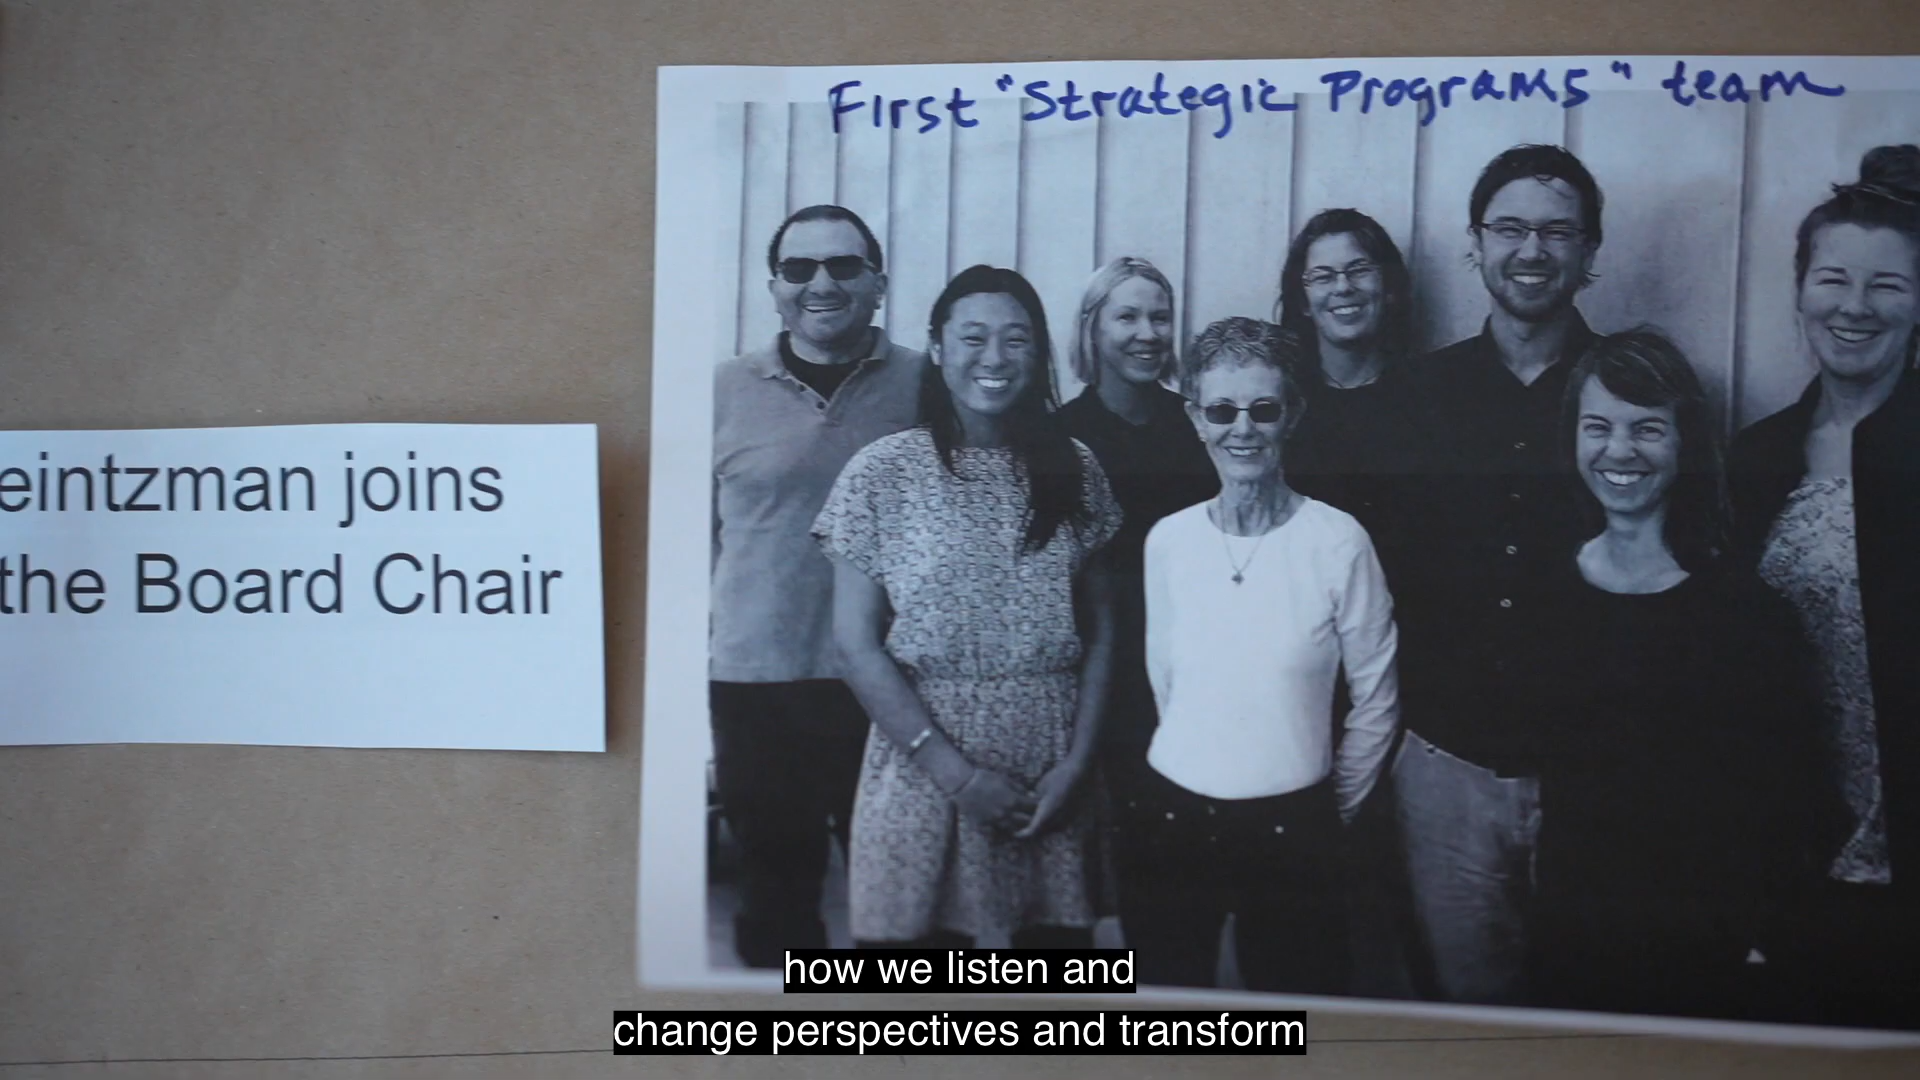 First "Strategic Programs" team
eintzman joins
the Board Chair
how we listen and
change perspectives and transform